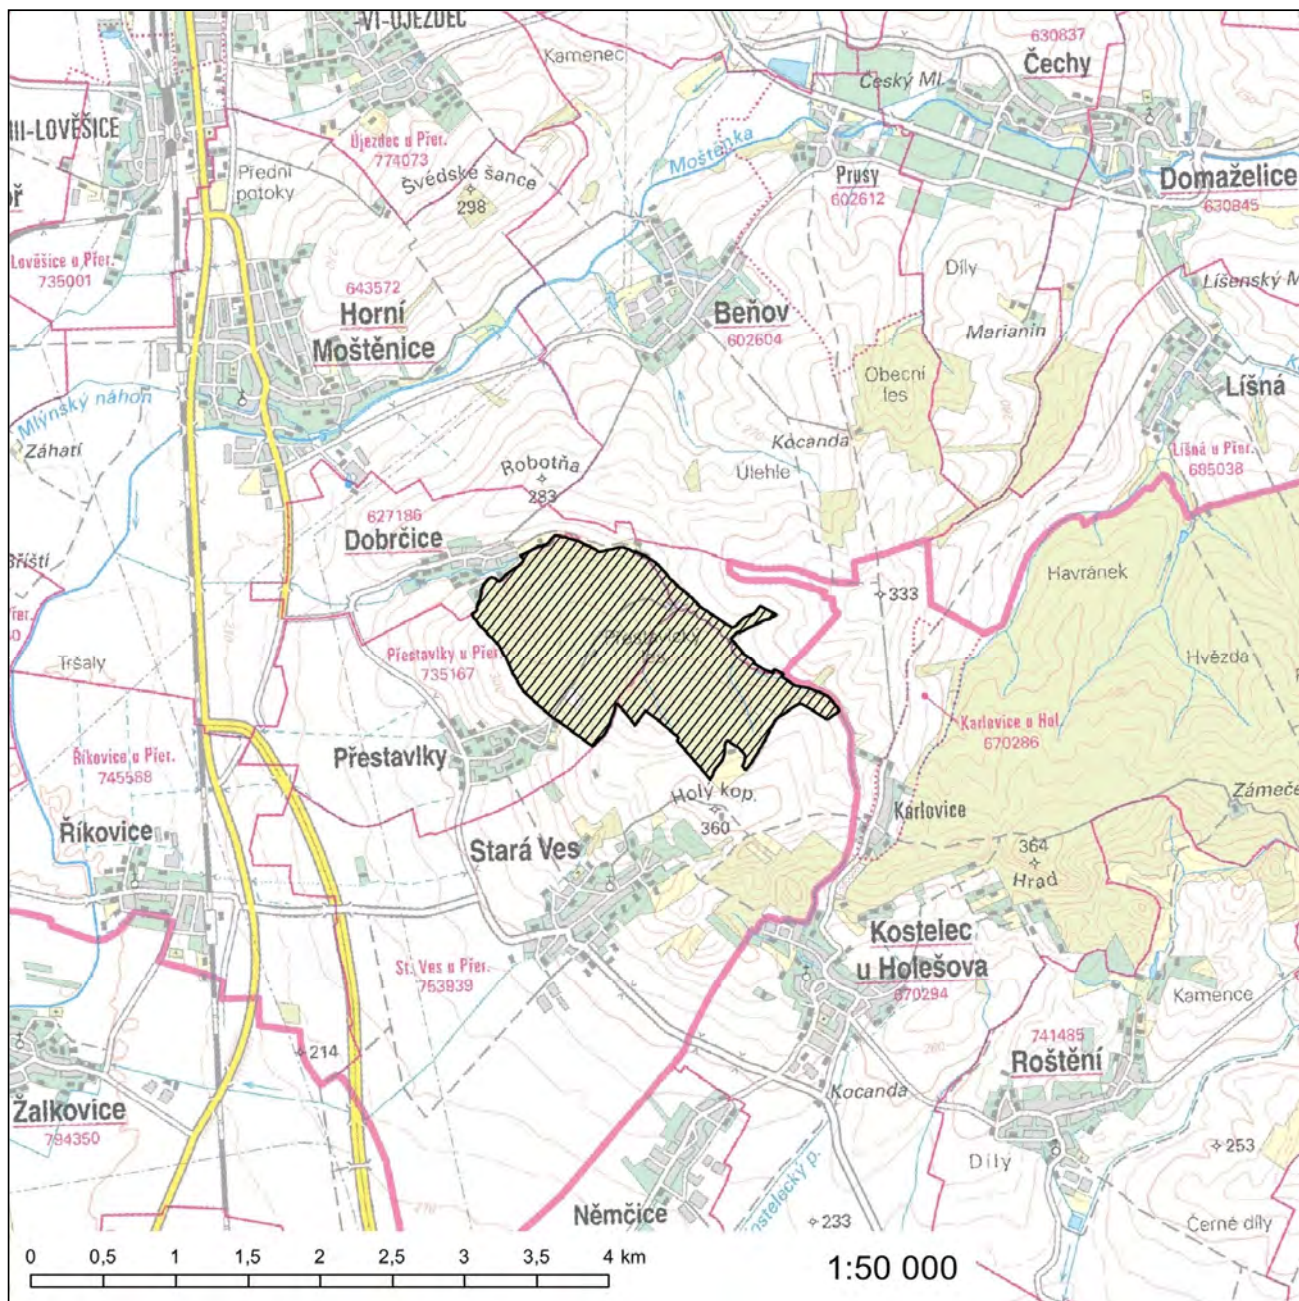 -VI-ÚJEZDEC
Kamenec
630837
Čechy
Český Ml.
III-LOVĚŠICE
Újezdec u Přer.
774073
Moštěnka
Přední
potoky
Švédské šance
298
Prusy
602612
Domaželice
630845
Lověšice u Přer.
735001
643572
Horní
Moštěnice
Beňov
602604
Díly
Líšenský M
Marianín
Obecní
les
Líšná
Mlýnský náhon
Záhatí
Kocanda
Úlehle
Líšná u Přer.
685038
Robotňa
283
627186
Dobrčice
Havránek
333
Přestavlký
les
Hvězda
Tršaly
Přestavlky u Přer.
735167
Karlovice u Hol.
670286
Přestavlky
Říkovice u Přer.
745588
Holý kop.
360
Karlovice
Zámeče
Říkovice
Stará Ves
364
Hrad
Kostelec
u Holešova
670294
St. Ves u Přer.
753939
Kamence
214
741485
Roštění
Žalkovice
794350
Kocanda
253
Díly
Němčice
233
Černé díly
0 0,5 1 1,5 2 2,5 3 3,5 4 km
1:50 000